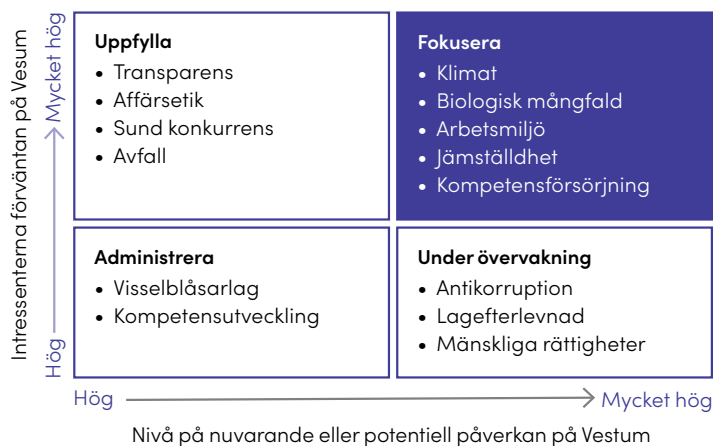 Intressenterna förväntan på Vesum
Mycket hög
Hög
Uppfylla
• Transparens
• Affärsetik
• Sund konkurrens
• Avfall
Fokusera
• Klimat
• Biologisk mångfald
• Arbetsmiljö
• Jämställdhet
• Kompetensförsörjning
Administrera
• Visselblåsarlag
• Kompetensutveckling
Under övervakning
• Antikorruption
• Lagefterlevnad
• Mänskliga rättigheter
Hög
Mycket hög
Nivå på nuvarande eller potentiell påverkan på Vestum